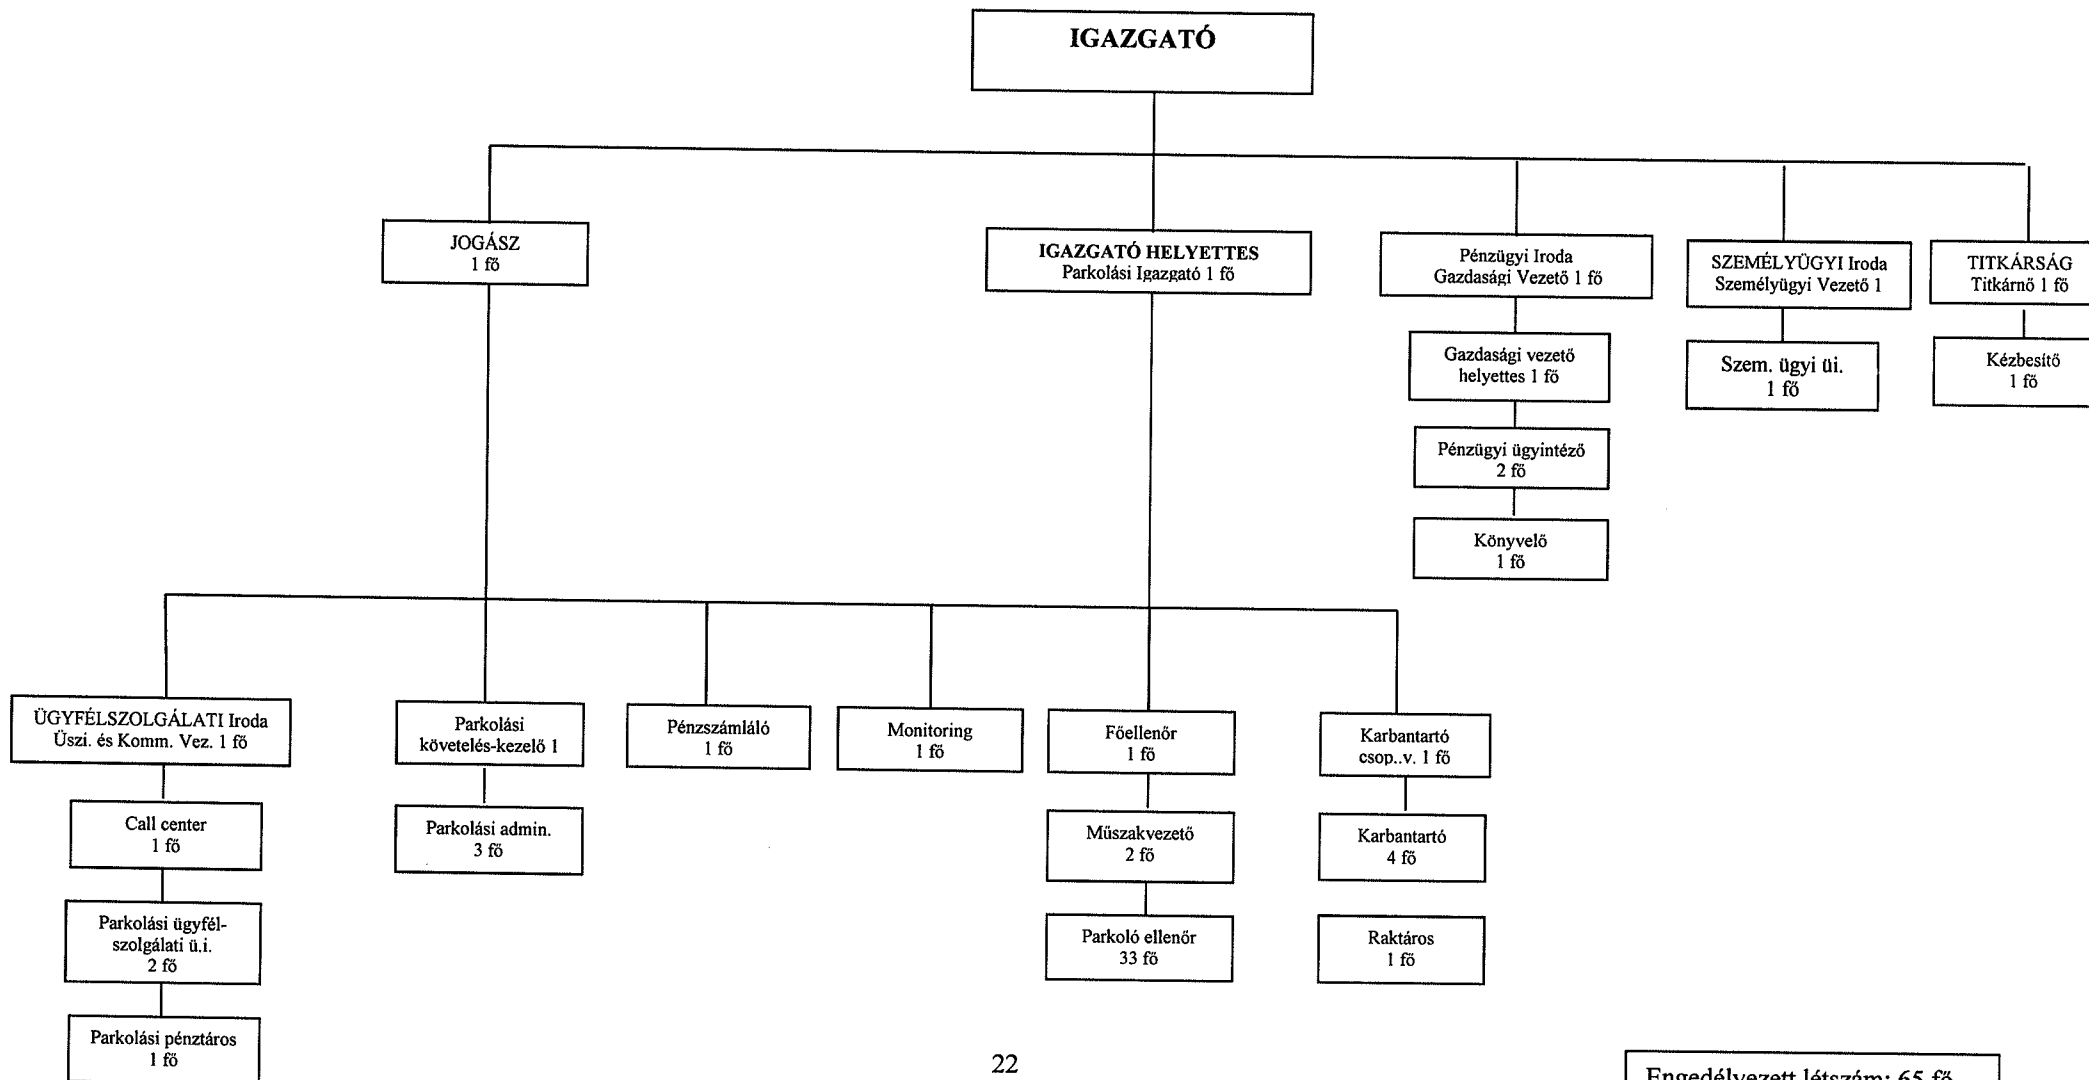 IGAZGATÓ
JOGÁSZ
1 fő
IGAZGATÓ HELYETTES
Parkolási Igazgató 1 fő
Pénzügyi Iroda
Gazdasági Vezető 1 fő
SZEMÉLYÜGYI Iroda
Személyügyi Vezető 1
TITKÁRSÁG
Titkárnő 1 fő
Gazdasági vezető
helyettes 1 fő
Szem. ügyi üi.
1 fő
Kézbesítő
1 fő
Pénzügyi ügyintéző
2 fő
Könyvelő
1 fő
ÜGYFÉLSZOLGÁLATI Iroda
Üszi. és Komm. Vez. 1 fő
Parkolási
követelés-kezelő 1
Pénzszámláló
1 fő
Monitoring
1 fő
Főellenőr
1 fő
Karbantartó
csop..v. 1 fő
Call center
1 fő
Parkolási admin.
3 fő
Műszakvezető
2 fő
Karbantartó
4 fő
Parkolási ügyfél-
szolgálati ü.i.
2 fő
Parkoló ellenőr
33 fő
Raktáros
1 fő
Parkolási pénztáros
1 fő
22
Engedélyezett létszám: 65 fő